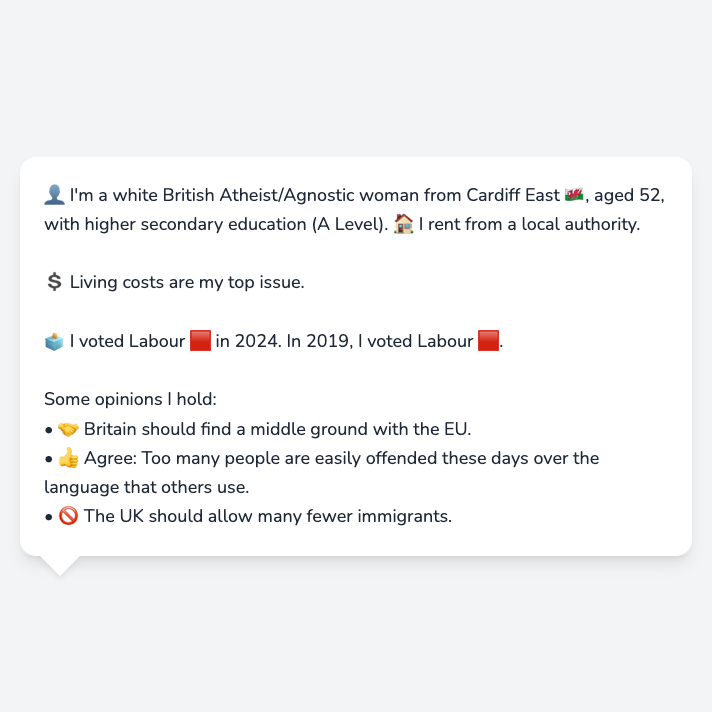 👤 I'm a white British Atheist/Agnostic woman from Cardiff East 🏴󠁧󠁢󠁷󠁬󠁳󠁿, aged 52,
with higher secondary education (A Level). 🏠 I rent from a local authority.
💲 Living costs are my top issue.
🗳️ I voted Labour 🟥 in 2024. In 2019, I voted Labour 🟥.
Some opinions I hold:
• 🤝 Britain should find a middle ground with the EU.
• 👍 Agree: Too many people are easily offended these days over the
language that others use.
• 🚫 The UK should allow many fewer immigrants.